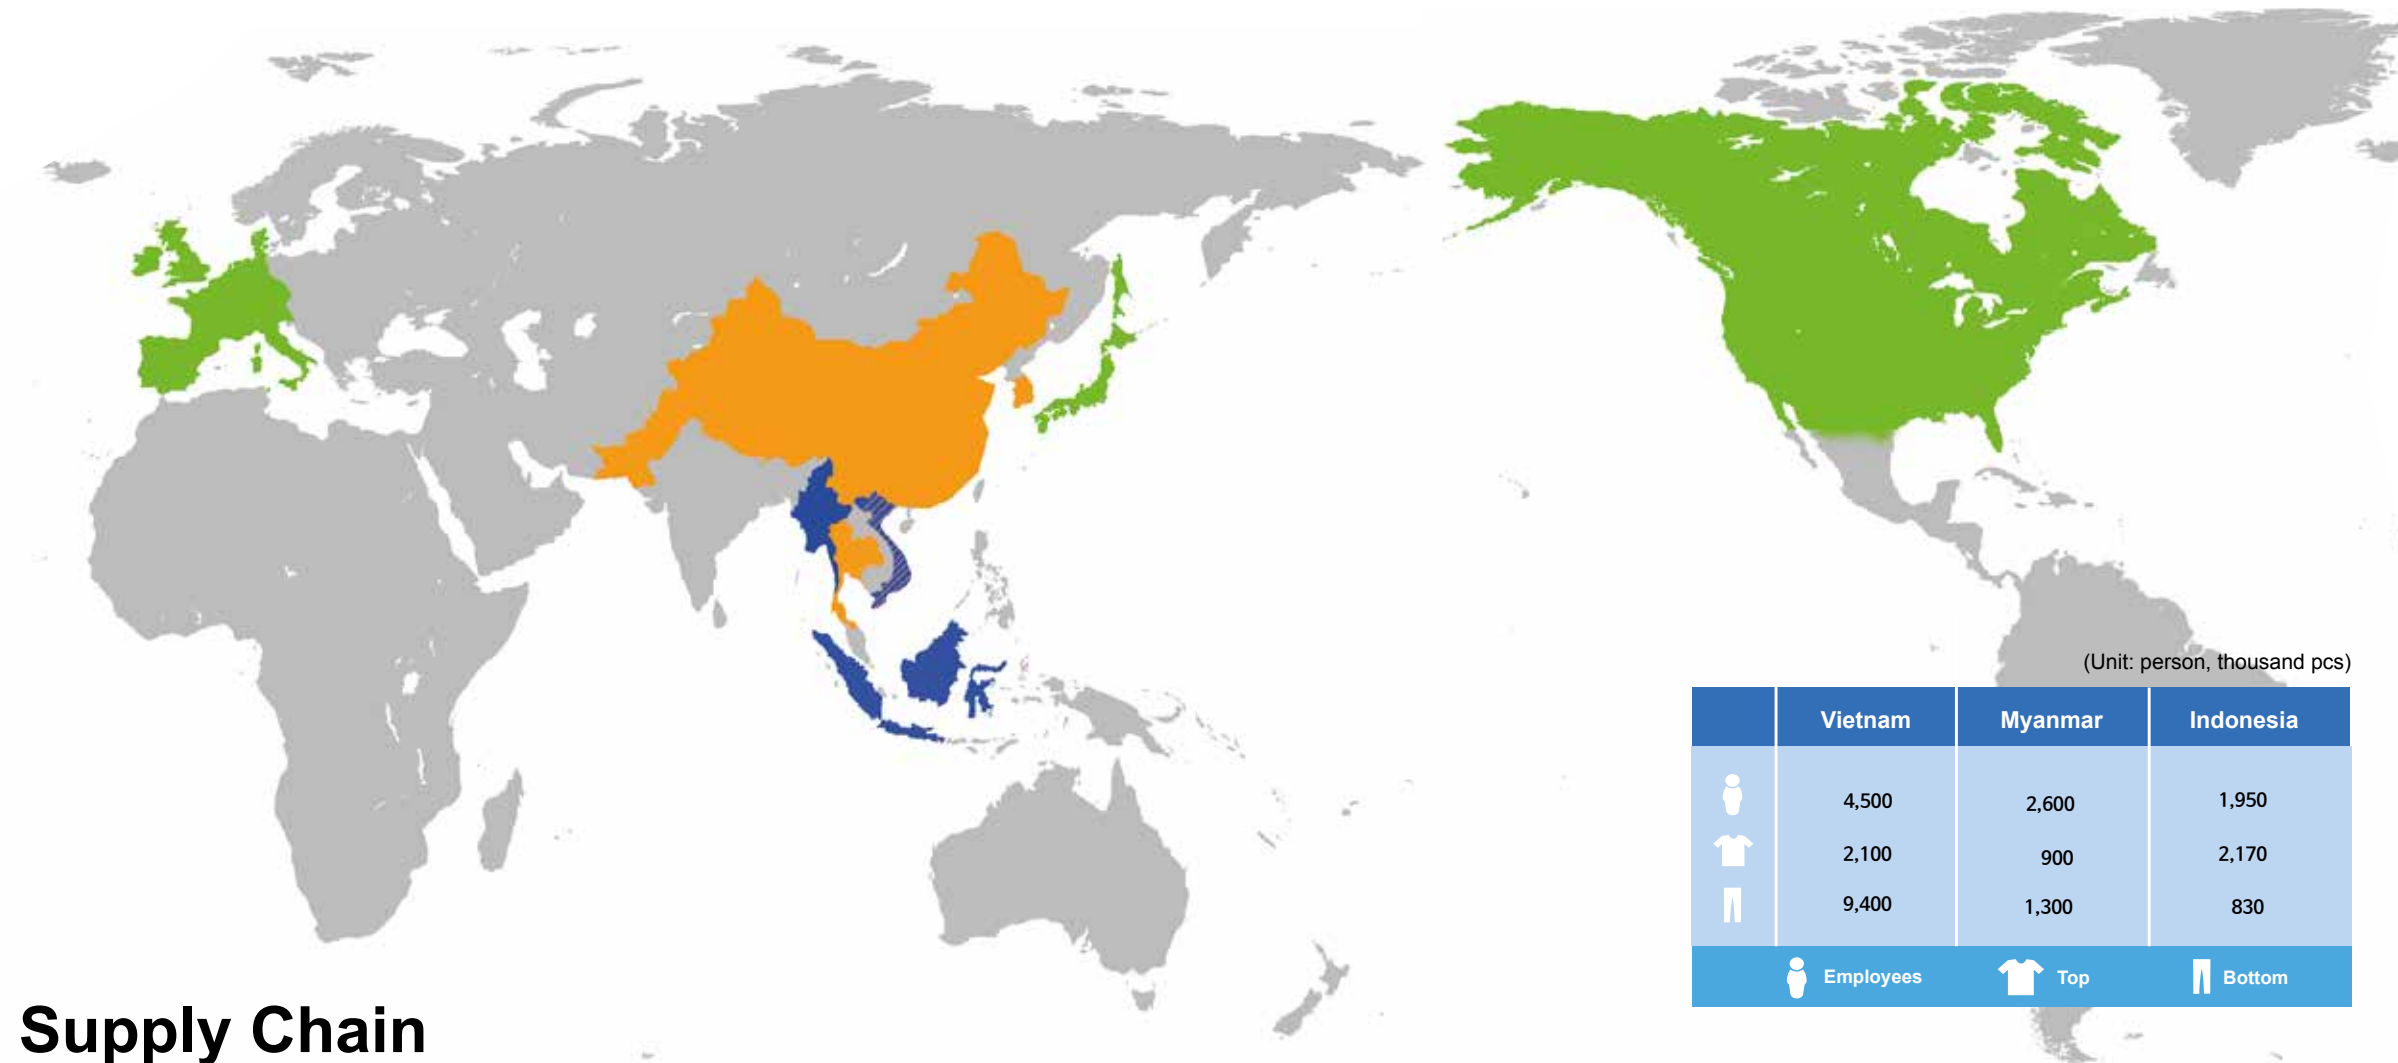 (Unit: person, thousand pcs)
Vietnam Myanmar Indonesia
4,500 2,600 1,950
2,100 900 2,170
9,400 1,300 830
Employees Top Bottom
Supply Chain